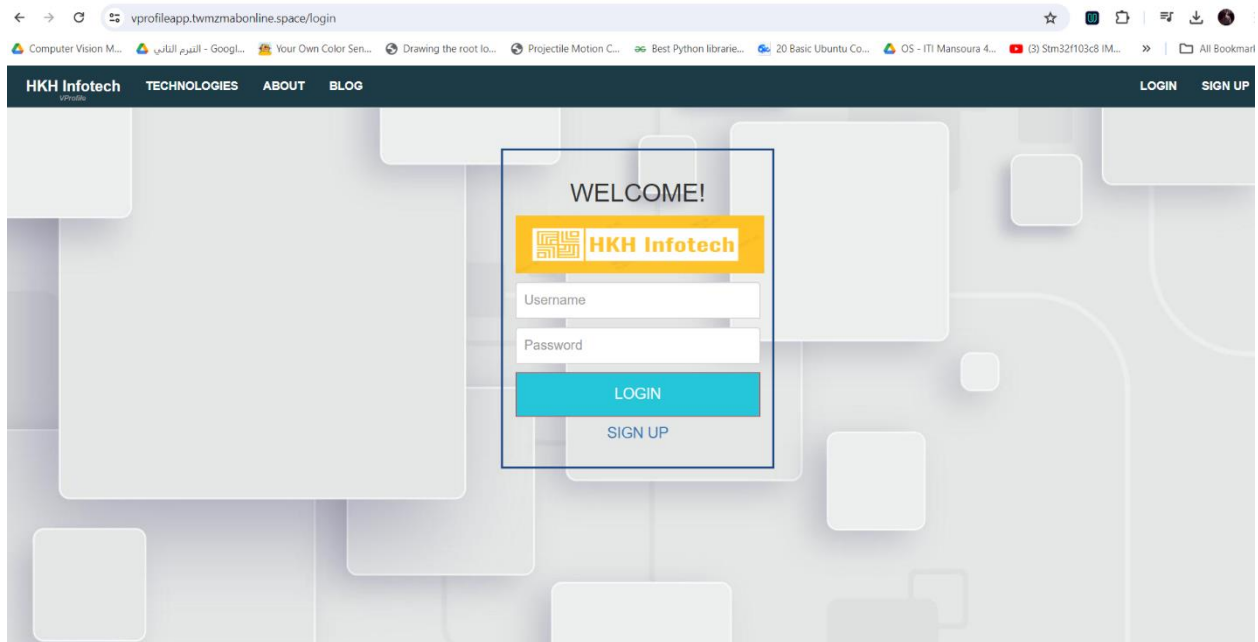 vprofileapp.twmzmabonline.space/login
Computer Vision M... التيرم التاني - Googl... Your Own Color Sen... Drawing the root lo... Projectile Motion C... Best Python librarie... 20 Basic Ubuntu Co... OS - ITI Mansoura 4... (3) Stm32f103c8 IM... » All Bookmark
HKH Infotech TECHNOLOGIES ABOUT BLOG LOGIN SIGN UP
VProfile
WELCOME!
HKH Infotech
Username
Password
LOGIN
SIGN UP